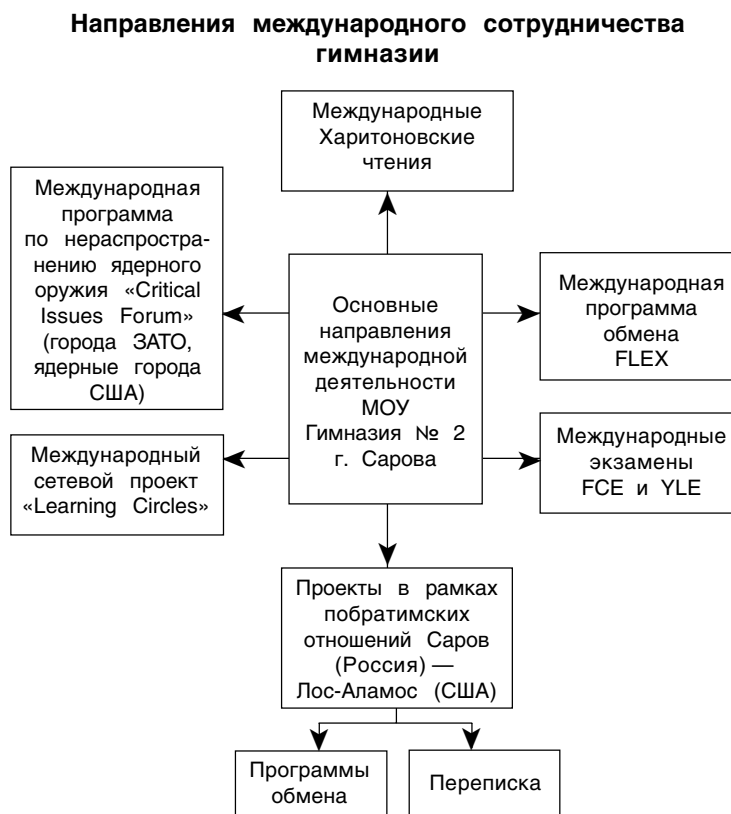 Направления международного сотрудничества
гимназии
Международные
Харитоновские
чтения
Международная
программа
по нераспростра-
нению ядерного
оружия «Critical
Issues Forum»
(города ЗАТО,
ядерные города
США)
Основные
направления
международной
деятельности
МОУ
Гимназия № 2
г. Сарова
Международная
программа
обмена
FLEX
Международный
сетевой проект
«Learning Circles»
Международные
экзамены
FCE и YLE
Проекты в рамках
побратимских
отношений Саров
(Россия) —
Лос-Аламос (США)
Программы
обмена
Переписка